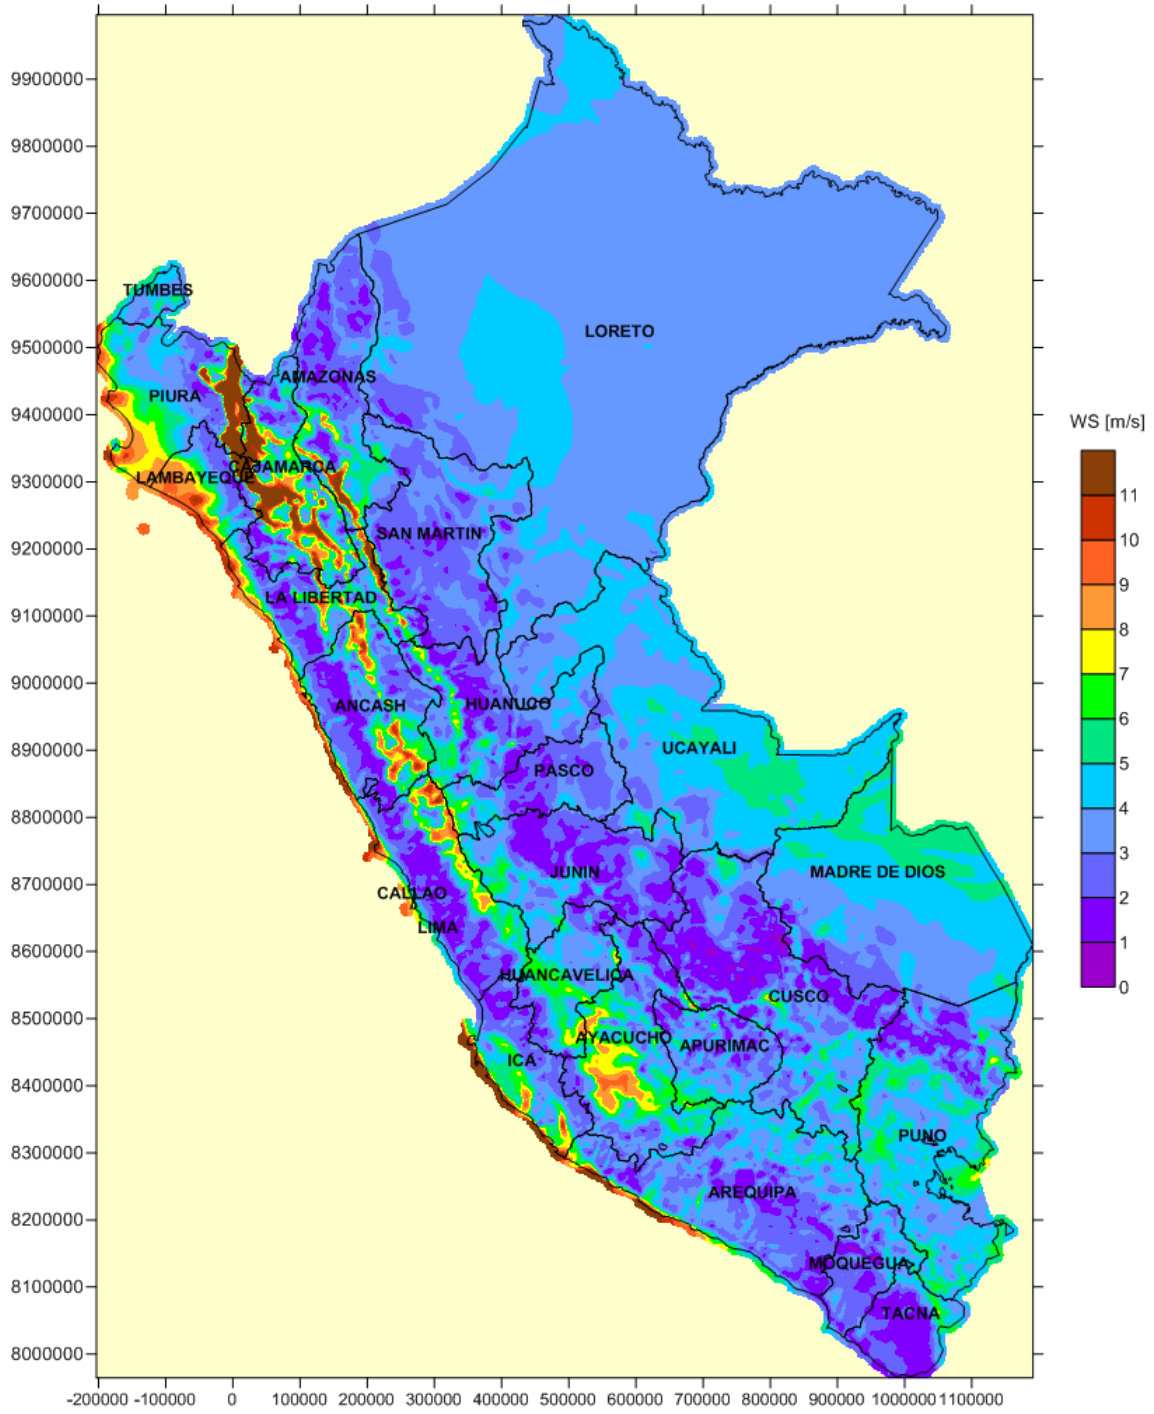 9900000
9800000
9700000
9600000
9500000
9400000
9300000
9200000
9100000
9000000
8900000
8800000
8700000
8600000
8500000
8400000
8300000
8200000
8100000
8000000
TUMBES
LORETO
AMAZONAS
PIURA
CAJAMARCA
LAMBAYEQUE
SAN MARTIN
LA LIBERTAD
ANCASH
HUANUCO
UCAYALI
PASCO
JUNIN
MADRE DE DIOS
CALLAO
LIMA
HUANCAVELICA
CUSCO
AYACUCHO
APURIMAC
ICA
PUNO
AREQUIPA
MOQUEGUA
TACNA
WS [m/s]
11
10
9
8
7
6
5
4
3
2
1
0
-200000 -100000 0 100000 200000 300000 400000 500000 600000 700000 800000 900000 1000000 1100000